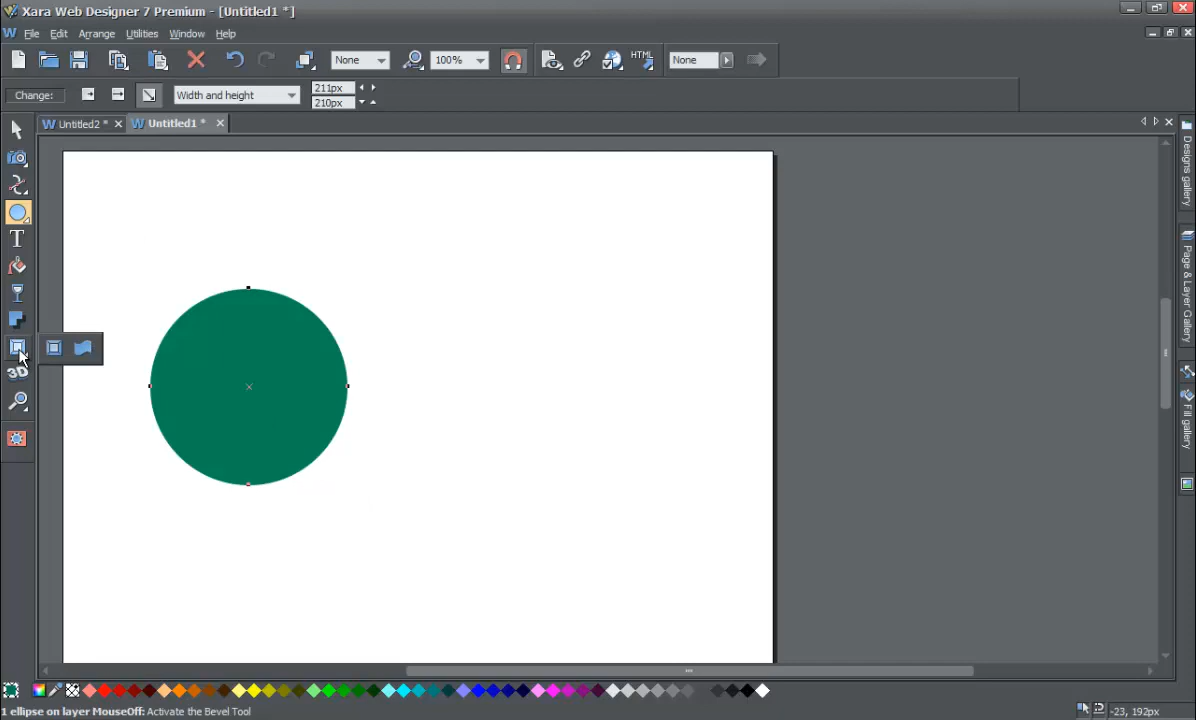 Xara Web Designer 7 Premium - [Untitled1 *]
File Edit Arrange Utilities Window Help
None 100% HTML None
Change: Width and height 211px
210px
Untitled2 * Untitled1 *
T
3D
Designs gallery
Page & Layer Gallery
Fill gallery
1 ellipse on layer MouseOff: Activate the Bevel Tool -23, 192px